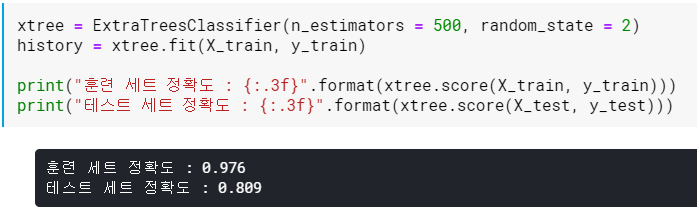 xtree = ExtraTreesClassifier(n_estimators = 500, random_state = 2)
history = xtree.fit(X_train, y_train)
print("훈련 세트 정확도 : {:.3f}".format(xtree.score(X_train, y_train)))
print("테스트 세트 정확도 : {:.3f}".format(xtree.score(X_test, y_test)))
훈련 세트 정확도 : 0.976
테스트 세트 정확도 : 0.809